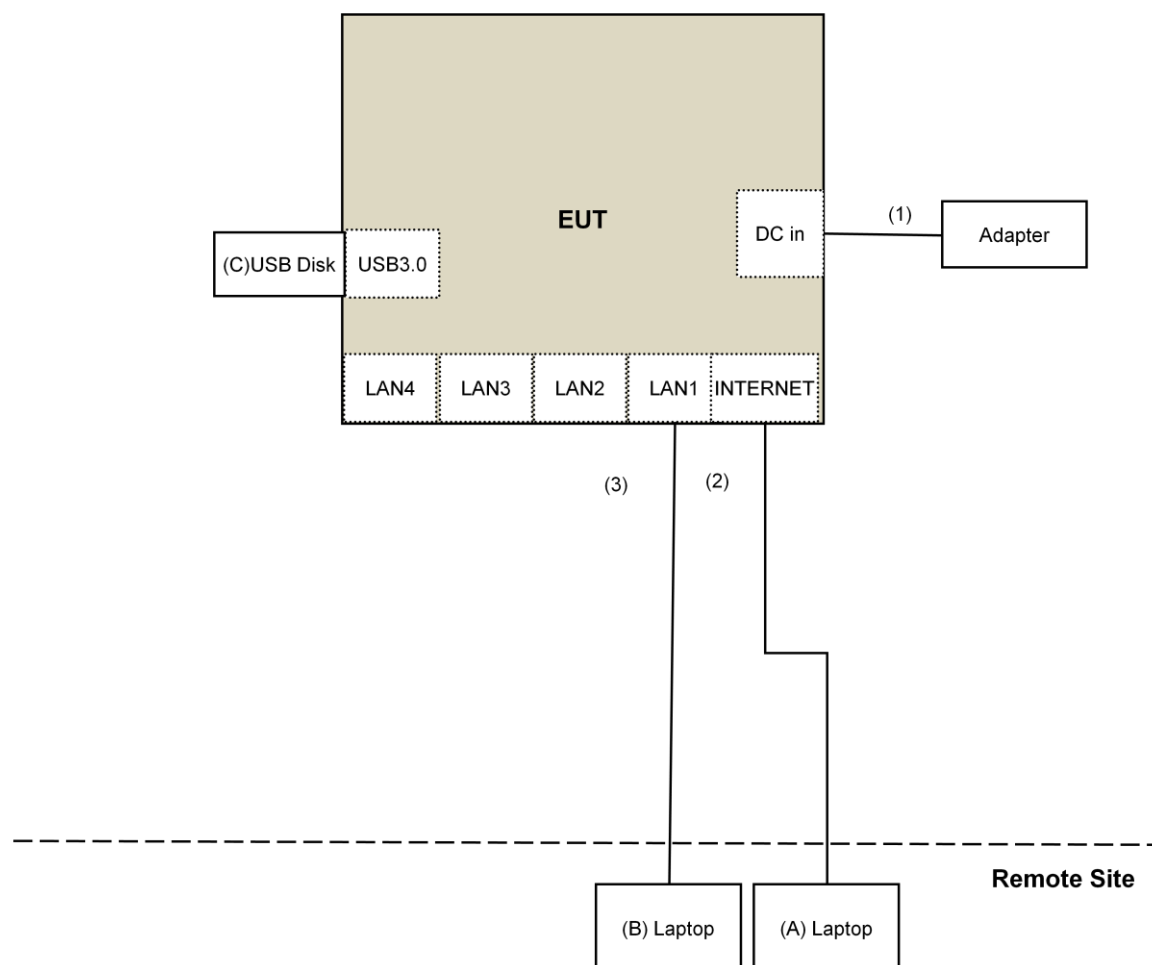 EUT
DC in
(1)
Adapter
(C)USB Disk
USB3.0
LAN4
LAN3
LAN2
LAN1
INTERNET
(3)
(2)
Remote Site
(B) Laptop
(A) Laptop